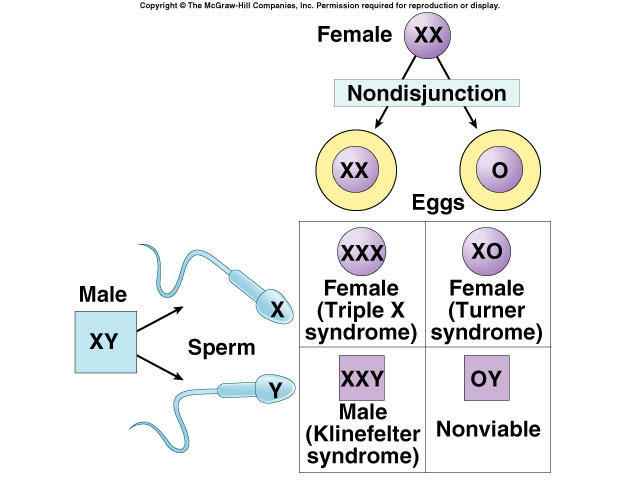 Copyright © The McGraw-Hill Companies, Inc. Permission required for reproduction or display.
Female
XX
Nondisjunction
XX
O
Eggs
XXX
Female
(Triple X
syndrome)
XO
Female
(Turner
syndrome)
Male
XY
X
Sperm
Y
XXY
Male
(Klinefelter
syndrome)
OY
Nonviable